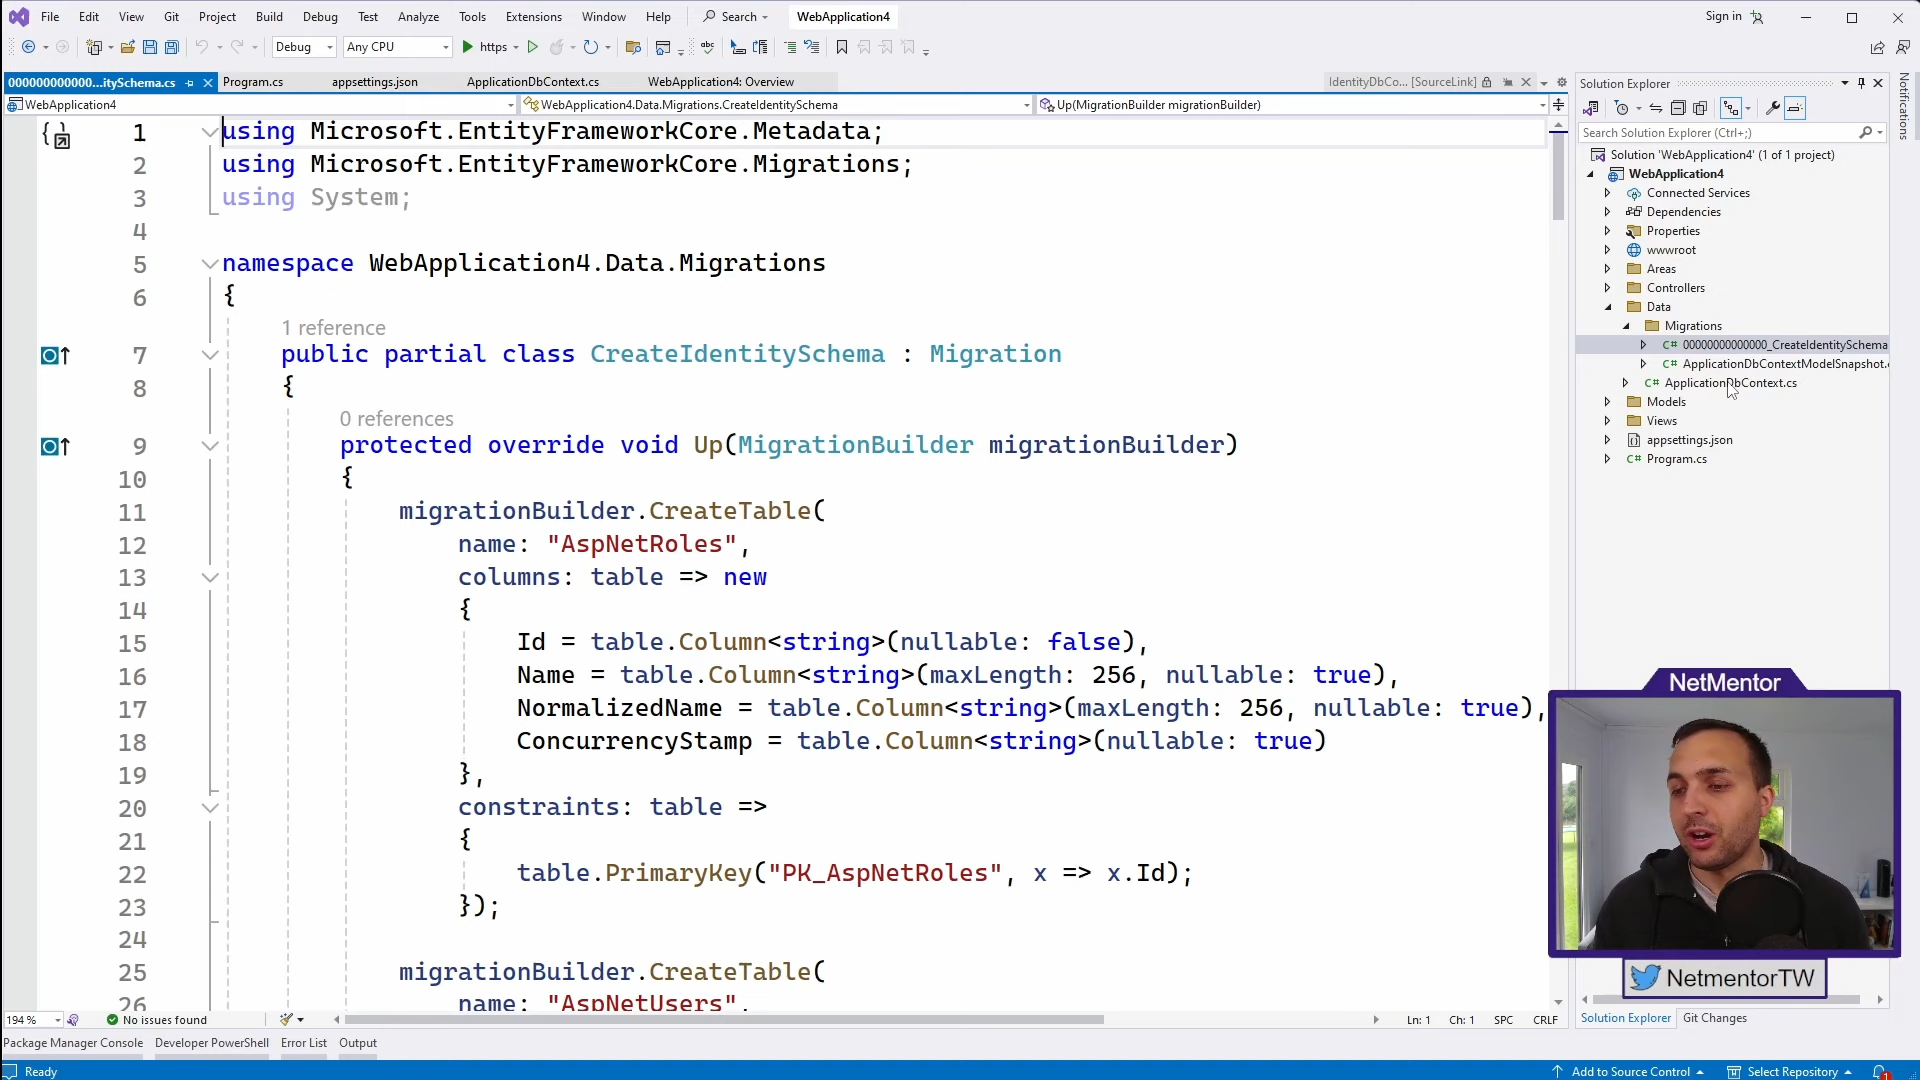 File Edit View Git Project Build Debug Test Analyze Tools Extensions Window Help Search WebApplication4 Sign in
Debug Any CPU https
000000000000...itySchema.cs Program.cs appsettings.json ApplicationDbContext.cs WebApplication4: Overview IdentityDbCo... [SourceLink]
WebApplication4 WebApplication4.Data.Migrations.CreateIdentitySchema Up(MigrationBuilder migrationBuilder)
1 using Microsoft.EntityFrameworkCore.Metadata;
2 using Microsoft.EntityFrameworkCore.Migrations;
3 using System;
4
5 namespace WebApplication4.Data.Migrations
6 {
1 reference
7 public partial class CreateIdentitySchema : Migration
8 {
0 references
9 protected override void Up(MigrationBuilder migrationBuilder)
10 {
11 migrationBuilder.CreateTable(
12 name: "AspNetRoles",
13 columns: table => new
14 {
15 Id = table.Column<string>(nullable: false),
16 Name = table.Column<string>(maxLength: 256, nullable: true),
17 NormalizedName = table.Column<string>(maxLength: 256, nullable: true),
18 ConcurrencyStamp = table.Column<string>(nullable: true)
19 },
20 constraints: table =>
21 {
22 table.PrimaryKey("PK_AspNetRoles", x => x.Id);
23 });
24
25 migrationBuilder.CreateTable(
26 name: "AspNetUsers",
194 % No issues found Ln: 1 Ch: 1 SPC CRLF
Package Manager Console Developer PowerShell Error List Output
Ready Add to Source Control Select Repository 1
Solution Explorer
Search Solution Explorer (Ctrl+;)
Solution 'WebApplication4' (1 of 1 project)
WebApplication4
Connected Services
Dependencies
Properties
wwwroot
Areas
Controllers
Data
Migrations
C# 00000000000000_CreateIdentitySchema
C# ApplicationDbContextModelSnapshot.c
C# ApplicationDbContext.cs
Models
Views
appsettings.json
C# Program.cs
NetMentor
NetmentorTW
Solution Explorer Git Changes
Notifications